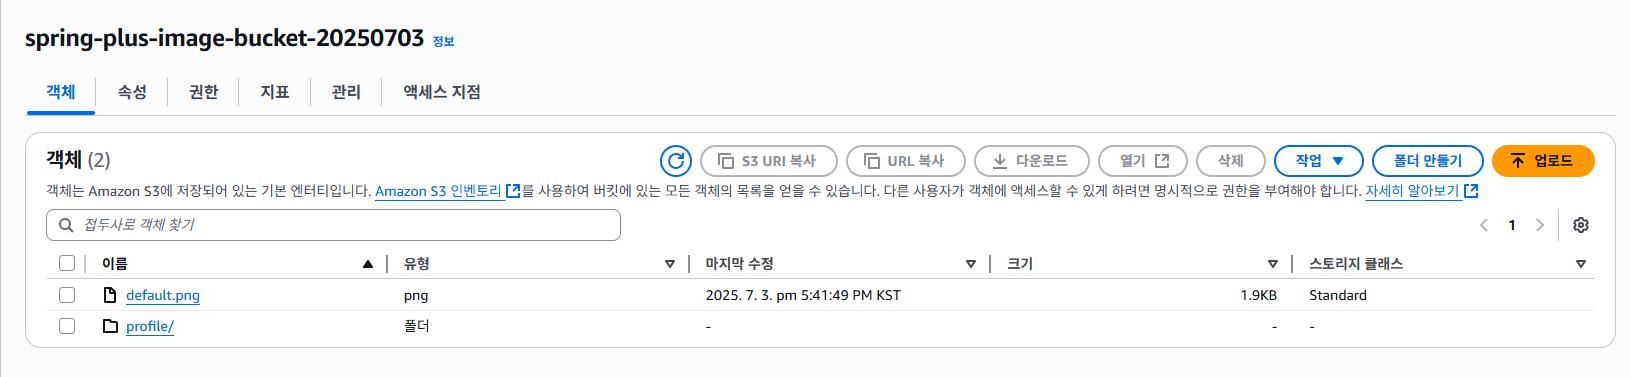 spring-plus-image-bucket-20250703 정보
객체 속성 권한 지표 관리 액세스 지점
객체 (2) S3 URI 복사 URL 복사 다운로드 열기 삭제 작업 폴더 만들기 업로드
객체는 Amazon S3에 저장되어 있는 기본 엔터티입니다. Amazon S3 인벤토리 를 사용하여 버킷에 있는 모든 객체의 목록을 얻을 수 있습니다. 다른 사용자가 객체에 액세스할 수 있게 하려면 명시적으로 권한을 부여해야 합니다. 자세히 알아보기
접두사로 객체 찾기 1
이름 유형 마지막 수정 크기 스토리지 클래스
default.png png 2025. 7. 3. pm 5:41:49 PM KST 1.9KB Standard
profile/ 폴더 - - -